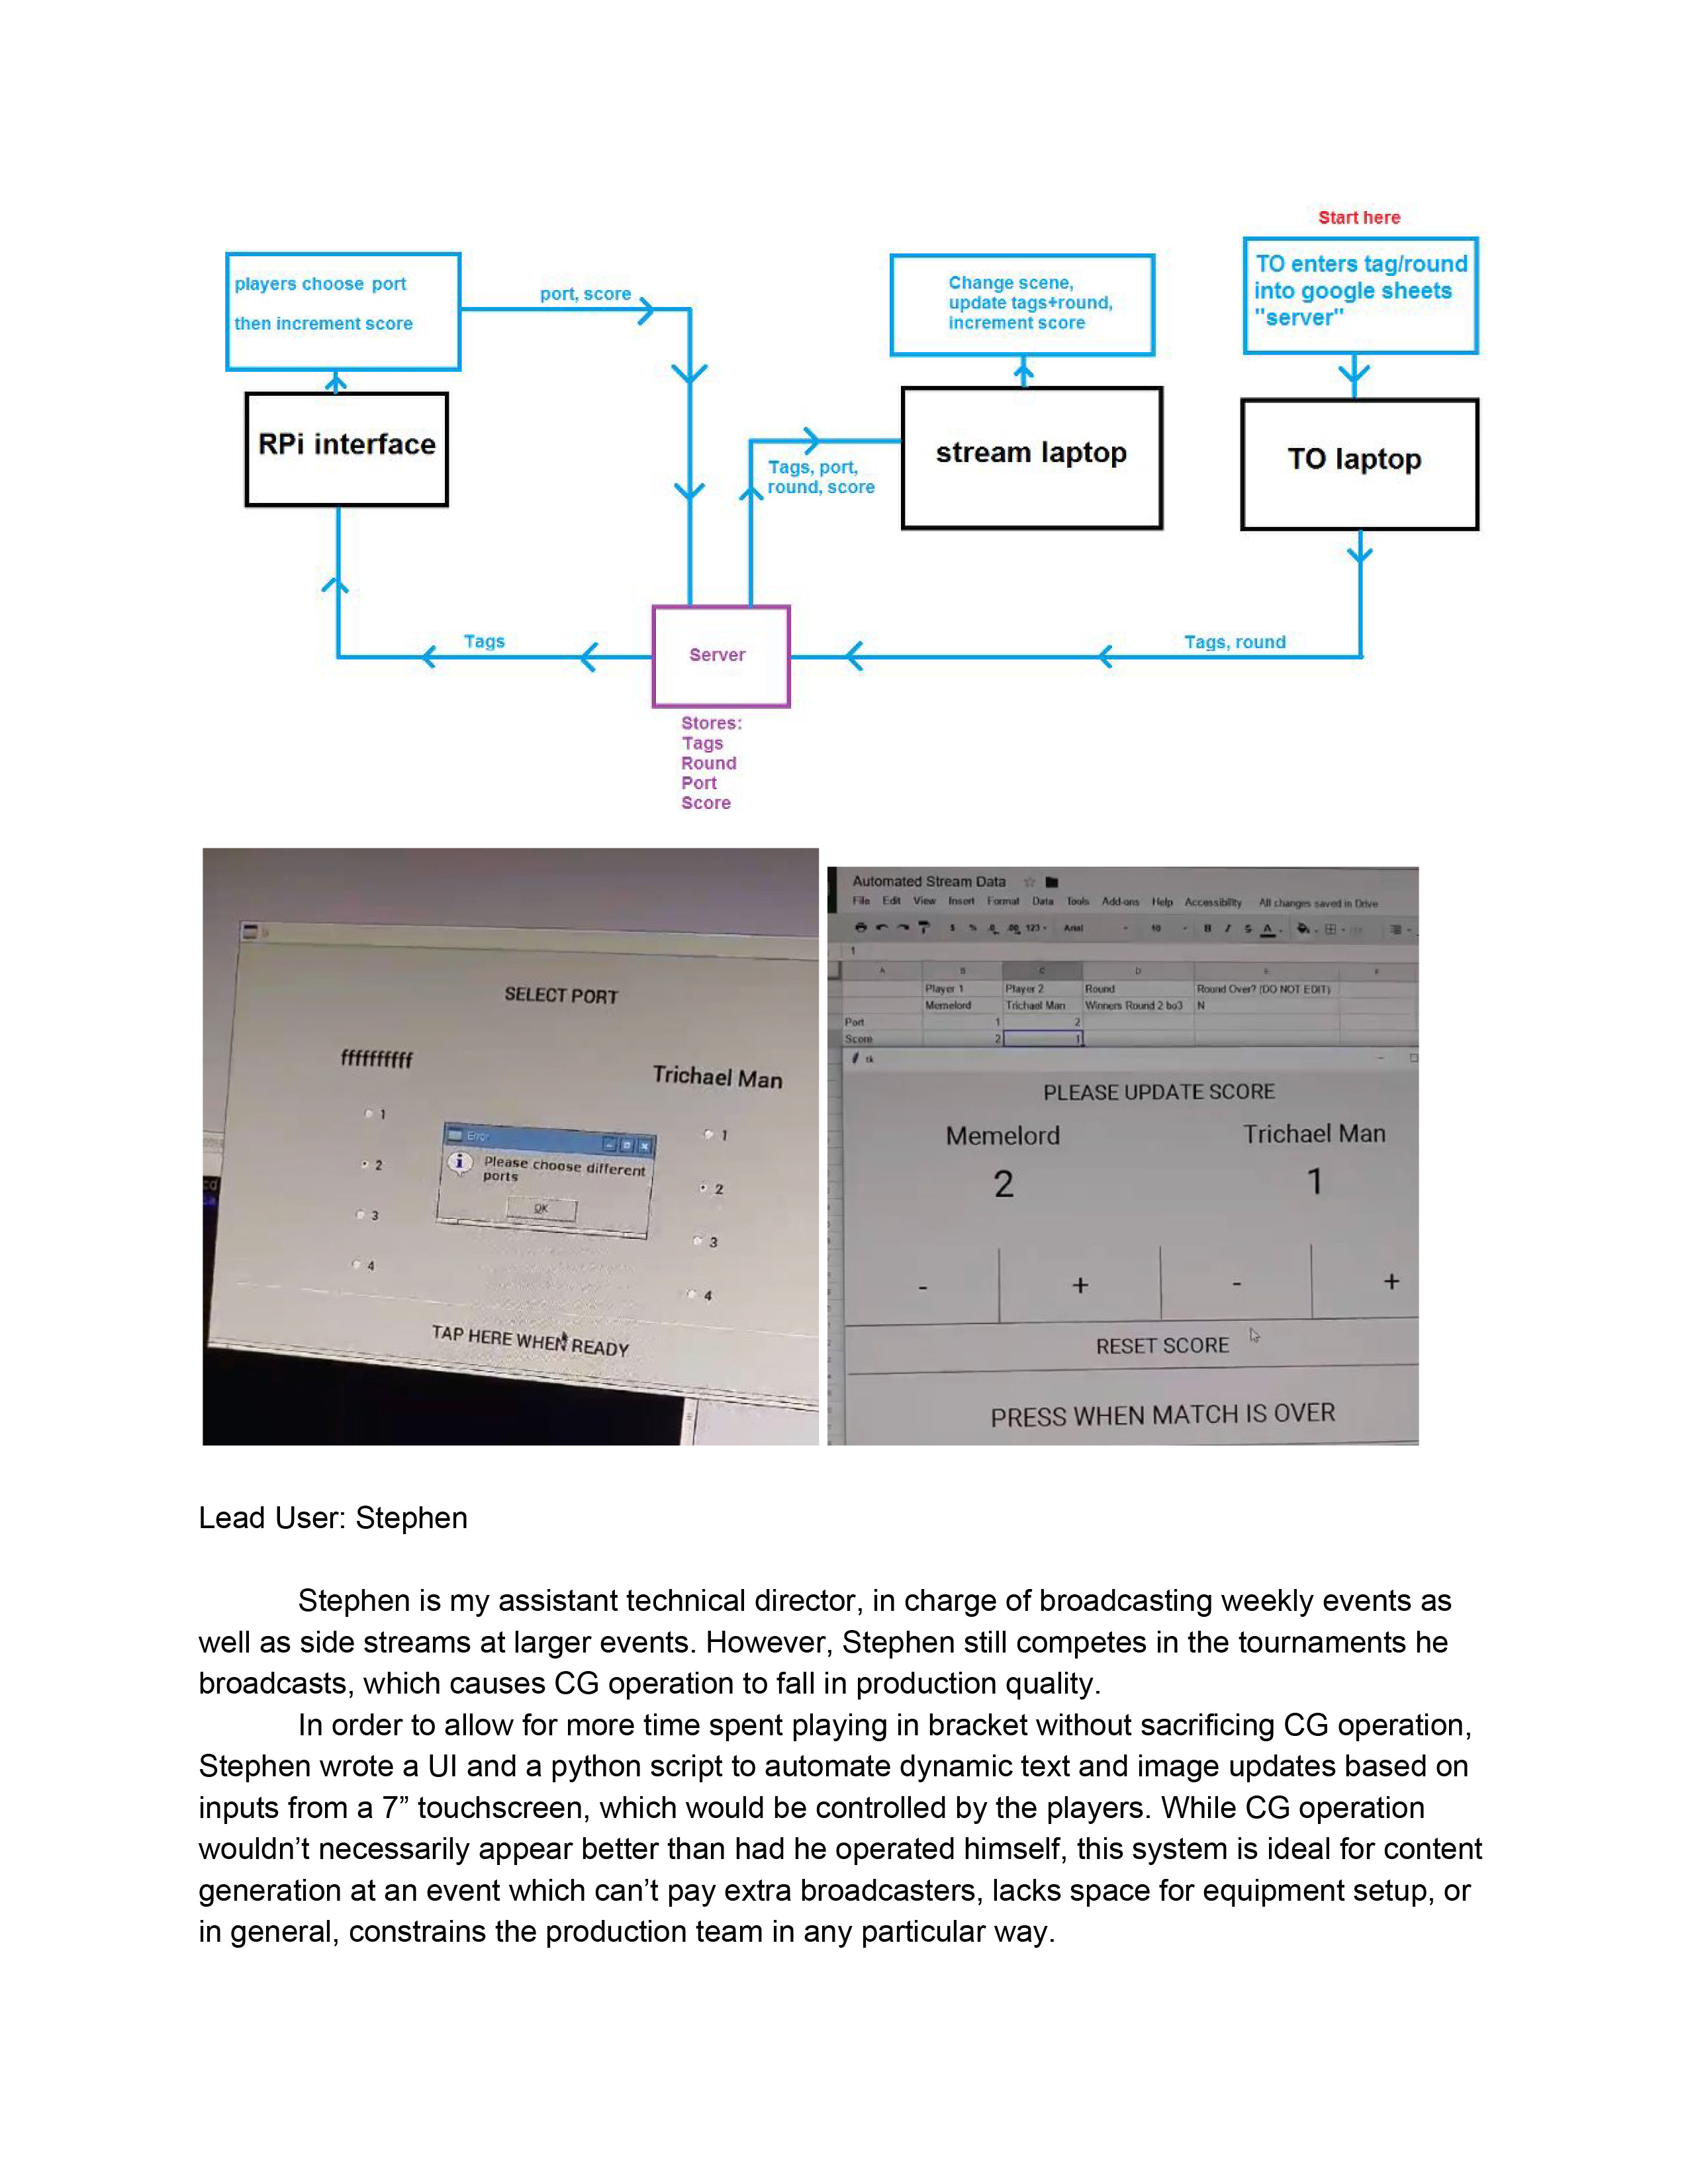 Start here
players choose port
then increment score
port, score
Change scene,
update tags+round,
increment score
TO enters tag/round
into google sheets
"server"
RPi interface
stream laptop
TO laptop
Tags, port,
round, score
Tags
Server
Tags, round
Stores:
Tags
Round
Port
Score
SELECT PORT
ffffffffff
Trichael Man
1
2
3
4
Error
Please choose different
ports
OK
1
2
3
4
TAP HERE WHEN READY
Automated Stream Data
File Edit View Insert Format Data Tools Add-ons Help Accessibility All changes saved in Drive
$ % .0 .00 123 Arial 10 B I S A
1
A B C D E F
Player 1 Player 2 Round Round Over? (DO NOT EDIT)
Memelord Trichael Man Winners Round 2 bo3 N
Port 1 2
Score 2 1
tk
PLEASE UPDATE SCORE
Memelord Trichael Man
2 1
- + - +
RESET SCORE
PRESS WHEN MATCH IS OVER
Lead User: Stephen
Stephen is my assistant technical director, in charge of broadcasting weekly events as
well as side streams at larger events. However, Stephen still competes in the tournaments he
broadcasts, which causes CG operation to fall in production quality.
In order to allow for more time spent playing in bracket without sacrificing CG operation,
Stephen wrote a UI and a python script to automate dynamic text and image updates based on
inputs from a 7” touchscreen, which would be controlled by the players. While CG operation
wouldn’t necessarily appear better than had he operated himself, this system is ideal for content
generation at an event which can’t pay extra broadcasters, lacks space for equipment setup, or
in general, constrains the production team in any particular way.